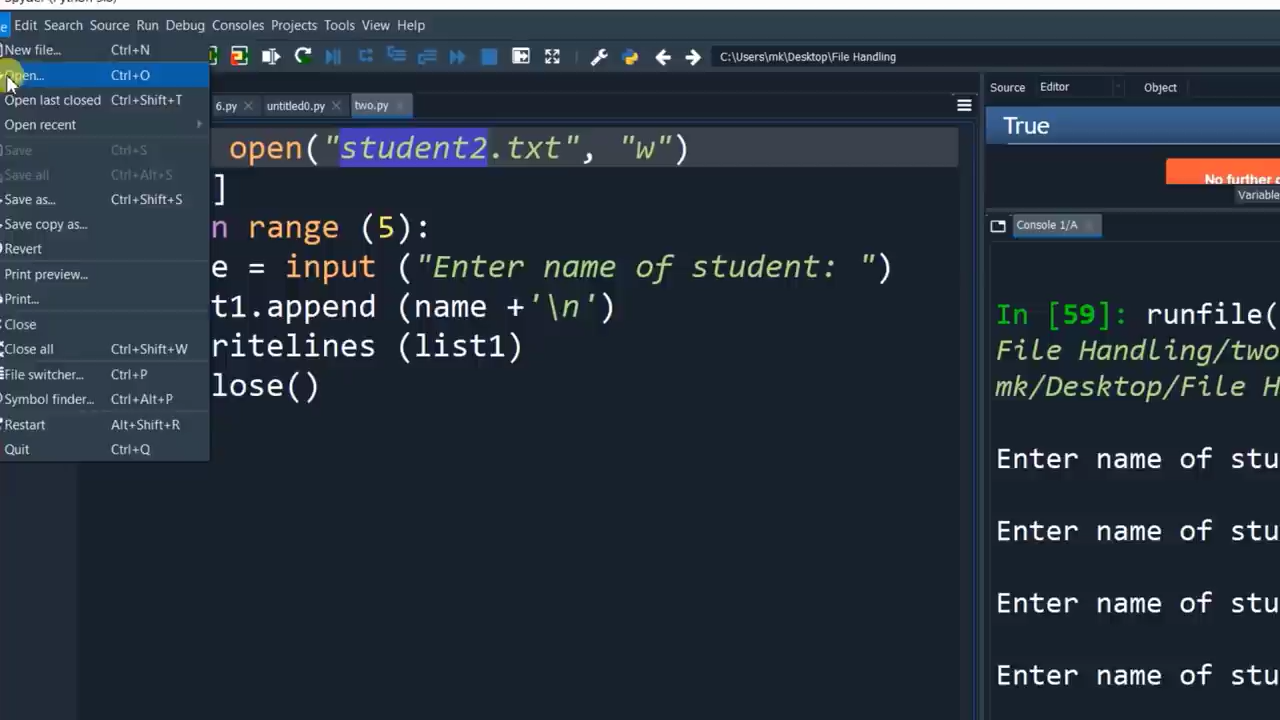 Edit Search Source Run Debug Consoles Projects Tools View Help
New file... Ctrl+N
Open... Ctrl+O
Open last closed Ctrl+Shift+T
Open recent
Save Ctrl+S
Save all Ctrl+Alt+S
Save as... Ctrl+Shift+S
Save copy as...
Revert
Print preview...
Print...
Close
Close all Ctrl+Shift+W
File switcher... Ctrl+P
Symbol finder... Ctrl+Alt+P
Restart Alt+Shift+R
Quit Ctrl+Q
C:\Users\mk\Desktop\File Handling
6.py untitled0.py two.py
open("student2.txt", "w")
]
n range (5):
e = input ("Enter name of student: ")
t1.append (name +'\n')
ritelines (list1)
lose()
Source Editor Object
True
No further
Variable
Console 1/A
In [59]: runfile(
File Handling/two
mk/Desktop/File H
Enter name of stu
Enter name of stu
Enter name of stu
Enter name of stu